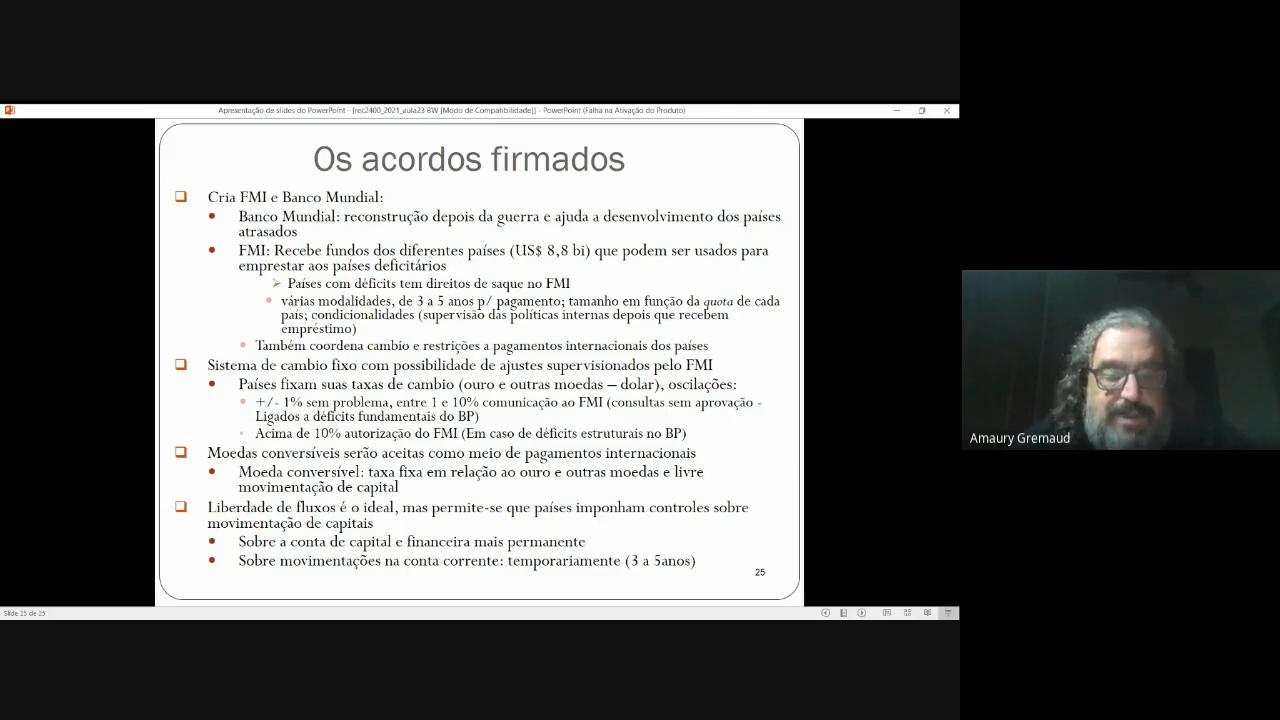 Apresentação de slides do PowerPoint - [rec2400_2021_aula23 BW [Modo de Compatibilidade]] - PowerPoint (Falha na Ativação do Produto)
Os acordos firmados
Cria FMI e Banco Mundial:
Banco Mundial: reconstrução depois da guerra e ajuda a desenvolvimento dos países
atrasados
FMI: Recebe fundos dos diferentes países (US$ 8,8 bi) que podem ser usados para
emprestar aos países deficitários
Países com déficits tem direitos de saque no FMI
várias modalidades, de 3 a 5 anos p/ pagamento; tamanho em função da quota de cada
país; condicionalidades (supervisão das políticas internas depois que recebem
empréstimo)
Também coordena cambio e restrições a pagamentos internacionais dos países
Sistema de cambio fixo com possibilidade de ajustes supervisionados pelo FMI
Países fixam suas taxas de cambio (ouro e outras moedas – dolar), oscilações:
+/- 1% sem problema, entre 1 e 10% comunicação ao FMI (consultas sem aprovação -
Ligados a déficits fundamentais do BP)
Acima de 10% autorização do FMI (Em caso de déficits estruturais no BP)
Moedas conversíveis serão aceitas como meio de pagamentos internacionais
Moeda conversível: taxa fixa em relação ao ouro e outras moedas e livre
movimentação de capital
Liberdade de fluxos é o ideal, mas permite-se que países imponham controles sobre
movimentação de capitais
Sobre a conta de capital e financeira mais permanente
Sobre movimentações na conta corrente: temporariamente (3 a 5anos)
25
Slide 25 de 25
Amaury Gremaud